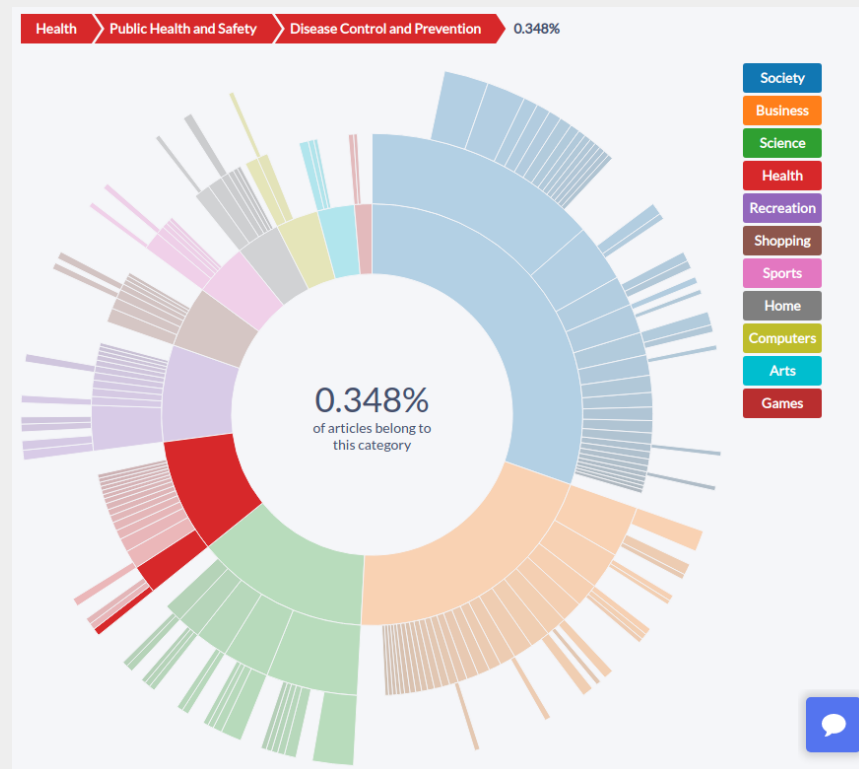 Health Public Health and Safety Disease Control and Prevention 0.348%
Society
Business
Science
Health
Recreation
Shopping
Sports
Home
Computers
Arts
Games
0.348%
of articles belong to
this category